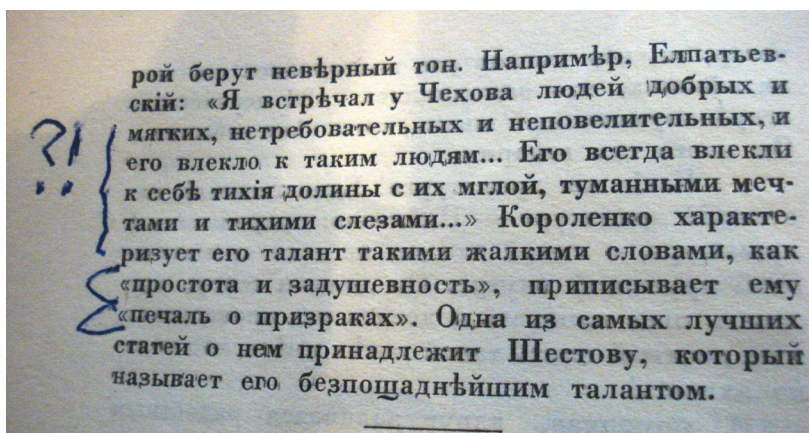 рой берут невѣрный тон. Напримѣр, Елпатьев-
скій: «Я встрѣчал у Чехова людей добрых и
мягких, нетребовательных и неповелительных, и
его влекло к таким людям... Его всегда влекли
к себѣ тихія долины с их мглой, туманными меч-
тами и тихими слезами...» Короленко характе-
ризует его талант такими жалкими словами, как
«простота и задушевность», приписывает ему
«печаль о призраках». Одна из самых лучших
статей о нем принадлежит Шестову, который
называет его безпощаднѣйшим талантом.
?!